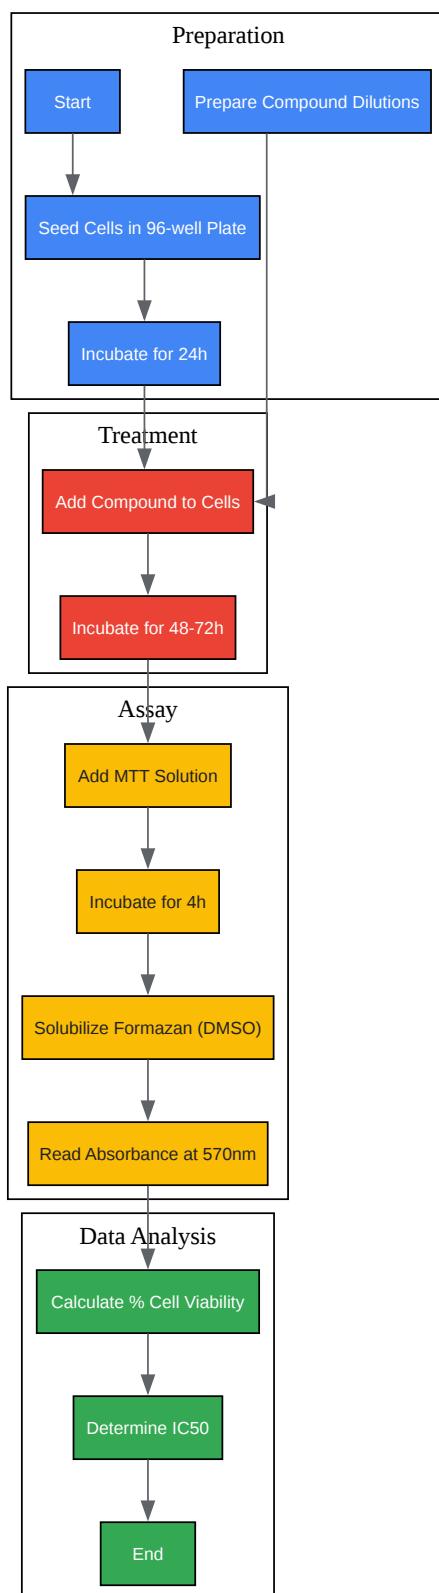 Preparation
Start
Prepare Compound Dilutions
Seed Cells in 96-well Plate
Incubate for 24h
Treatment
Add Compound to Cells
Incubate for 48-72h
Assay
Add MTT Solution
Incubate for 4h
Solubilize Formazan (DMSO)
Read Absorbance at 570nm
Data Analysis
Calculate % Cell Viability
Determine IC50
End